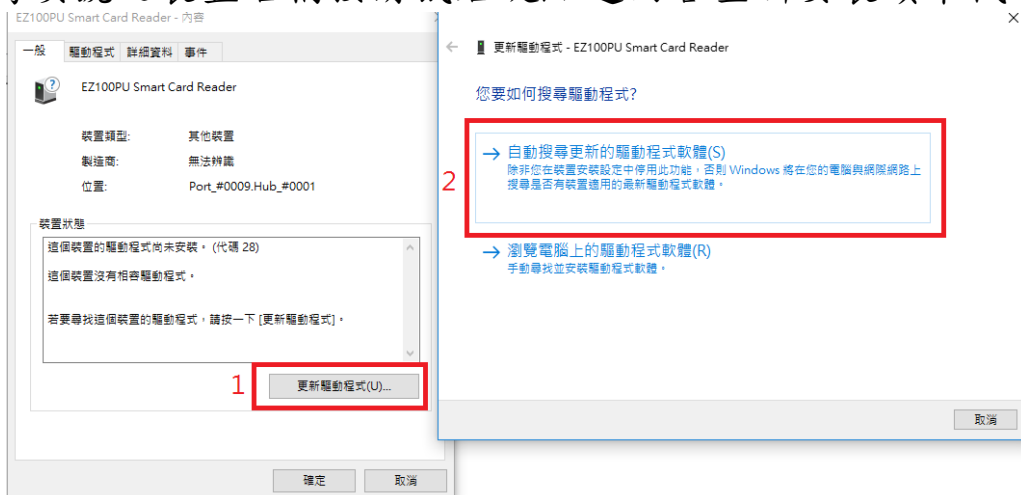 EZ100PU Smart Card Reader - 內容
一般 驅動程式 詳細資料 事件
EZ100PU Smart Card Reader
裝置類型: 其他裝置
製造商: 無法辨識
位置: Port_#0009.Hub_#0001
裝置狀態
這個裝置的驅動程式尚未安裝。 (代碼 28)
這個裝置沒有相容驅動程式。
若要尋找這個裝置的驅動程式，請按一下 [更新驅動程式]。
1
更新驅動程式(U)...
確定 取消
更新驅動程式 - EZ100PU Smart Card Reader
您要如何搜尋驅動程式?
2
自動搜尋更新的驅動程式軟體(S)
除非您在裝置安裝設定中停用此功能，否則 Windows 將在您的電腦與網際網路上
搜尋是否有裝置適用的最新驅動程式軟體。
瀏覽電腦上的驅動程式軟體(R)
手動尋找並安裝驅動程式軟體。
取消